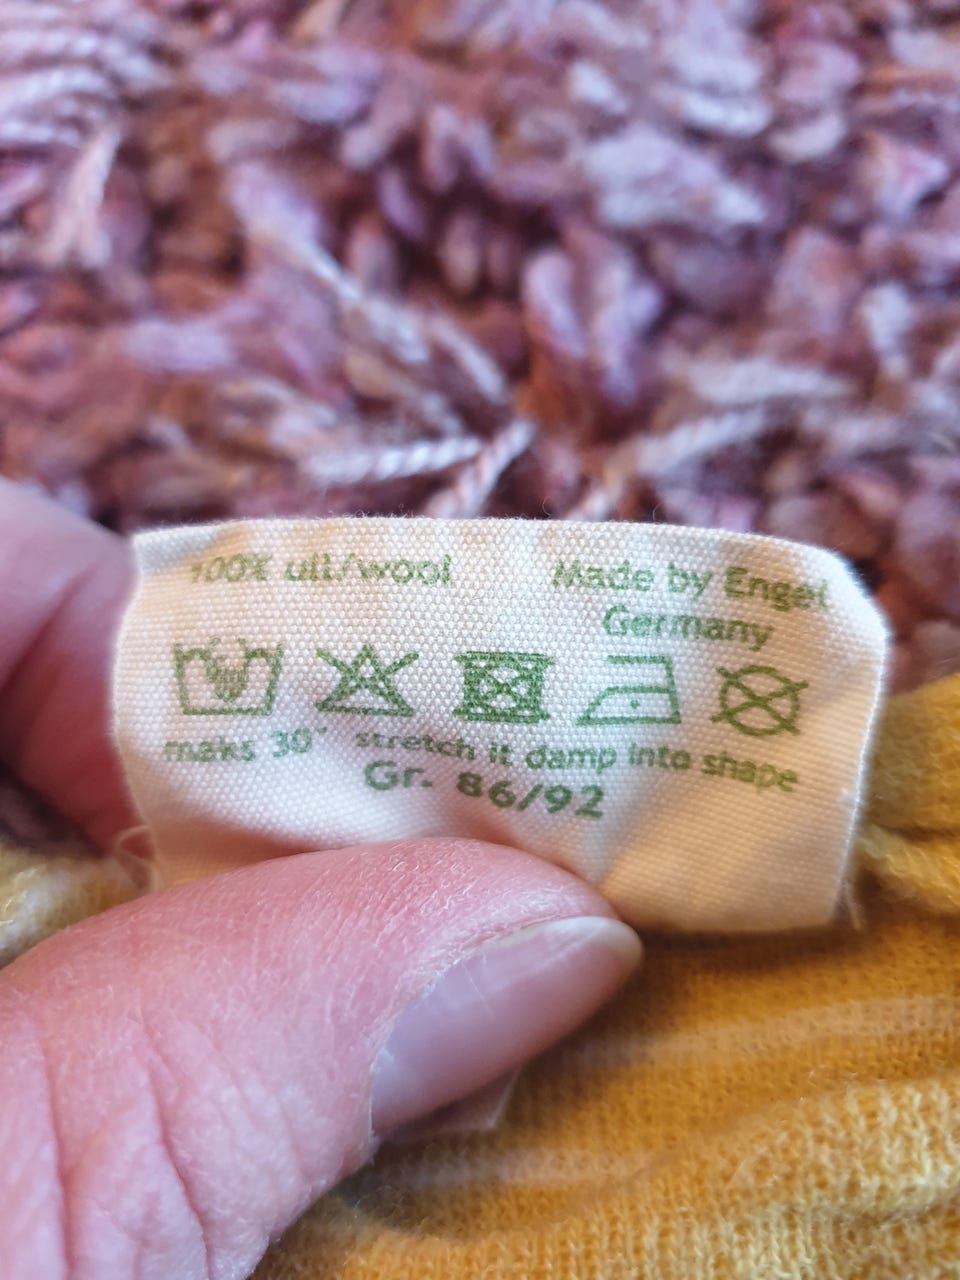 100% ull/wool
Made by Engel
Germany
maks 30° stretch it damp into shape
Gr. 86/92